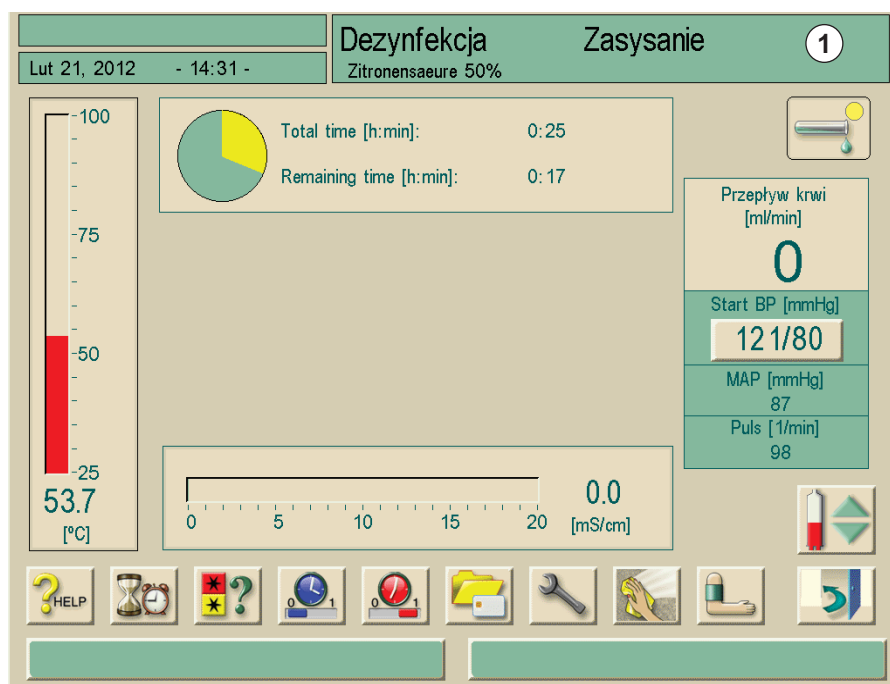 Dezynfekcja Zasysanie 1
Zitronensaeure 50%
Lut 21, 2012 - 14:31 -
100
75
50
25
53.7
[ºC]
Total time [h:min]: 0:25
Remaining time [h:min]: 0:17
Przepływ krwi
[ml/min]
0
Start BP [mmHg]
121/80
MAP [mmHg]
87
Puls [1/min]
98
0 5 10 15 20
0.0
[mS/cm]
? HELP
?
0 1
0 1